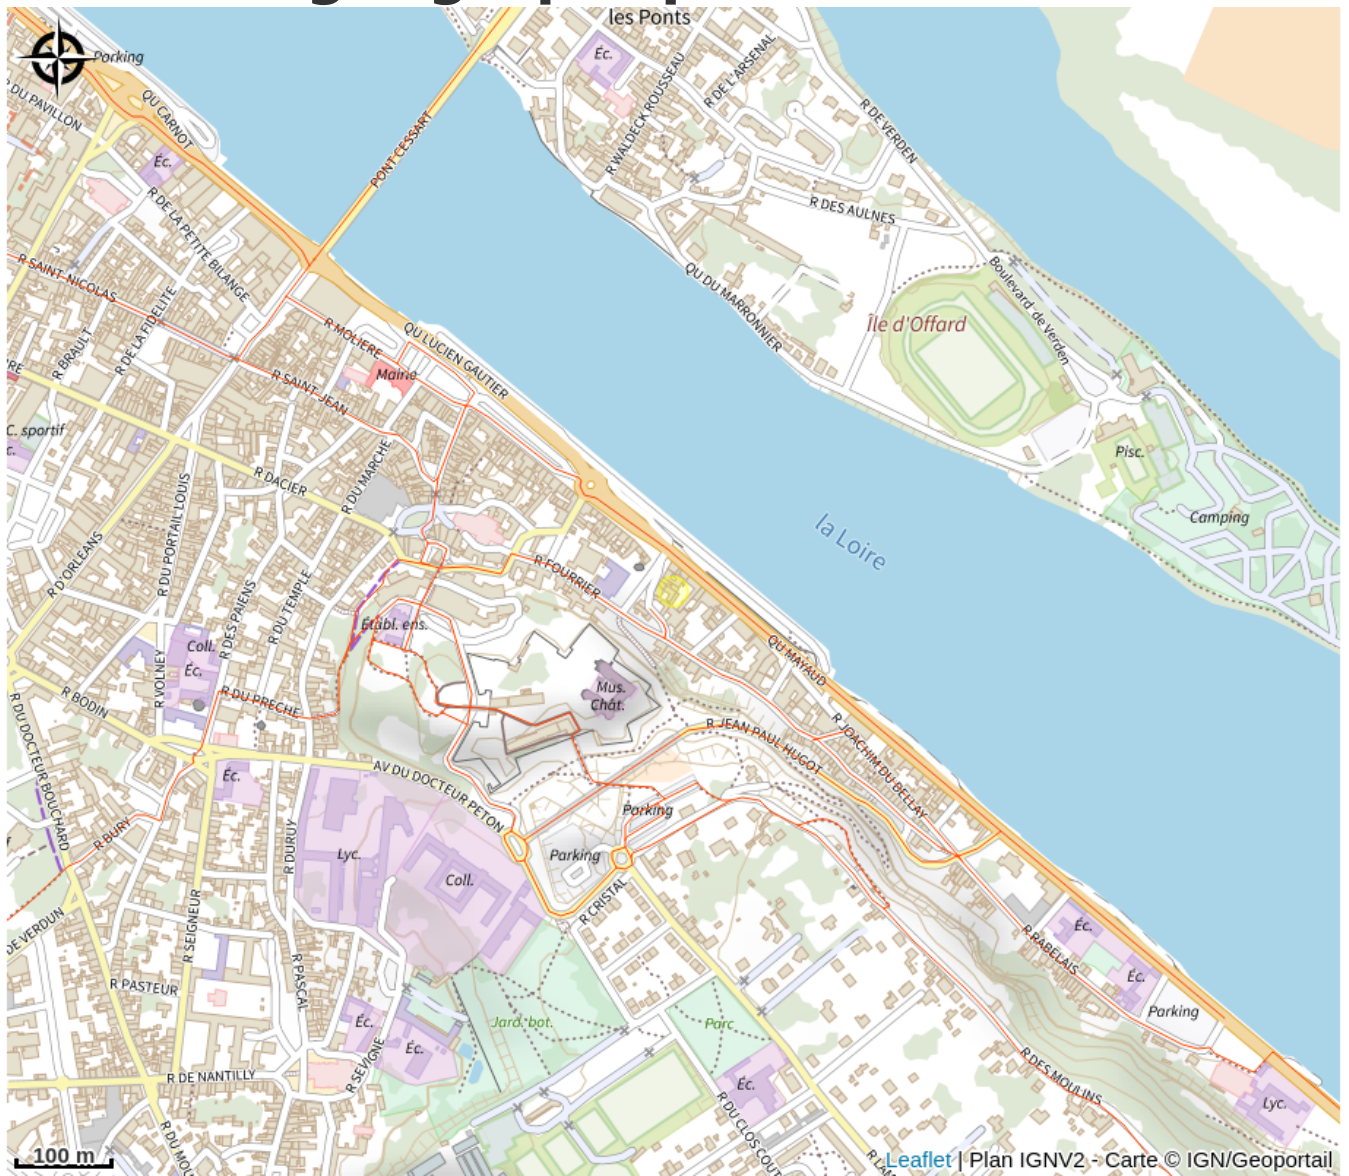 les Ponts
Parking
Éc.
R DE L'ARSENAL
R WALDECK ROUSSEAU
R DU PAVILLON
QU CARNOT
R DE VERDEN
PONT CESSART
Éc.
R DE LA PETITE BILANGE
R DES AULNES
R SAINT-NICOLAS
R BRAULT
R DE LA FIDELITE
QU DU MARRONNIER
Boulevard de Verden
Île d'Offard
R MOLIERE
QU LUCIEN GAUTIER
Mairie
R SAINT-JEAN
C. sportif
Pisc.
R DACIER
R DU MARCHE
R DU PORTAIL LOUIS
Camping
la Loire
R D'ORLEANS
R FOURRIER
R DES PAIENS
R DU TEMPLE
Établ. ens.
Coll.
Éc.
QU MAYAUD
R VOLNEY
R BODIN
R DU PRECHE
Mus.
Chât.
R JEAN PAUL HUGOT
R JOACHIM DU BELLAY
R DU DOCTEUR BOUCHARD
Éc.
AV DU DOCTEUR PETON
Parking
R BURY
R DURUY
Lyc.
Coll.
Parking
R CRISTAL
DE VERDUN
R SEIGNEUR
R RABELAIS
Éc.
Éc.
R PASTEUR
R PASCAL
Éc.
Éc.
Jard. bot.
Parc
Parking
R SEVIGNE
R DE NANTILLY
Éc.
R DES MOULINS
Lyc.
R DU CLOS COUT
R DU MOU
100 m
Leaflet | Plan IGNV2 - Carte © IGN/Geoportail